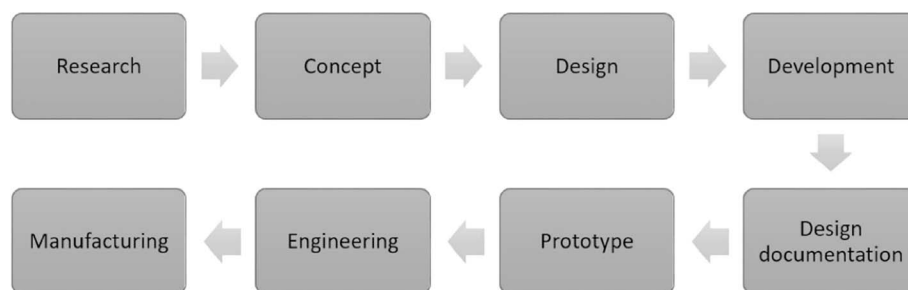 Research
Concept
Design
Development
Design
documentation
Prototype
Engineering
Manufacturing